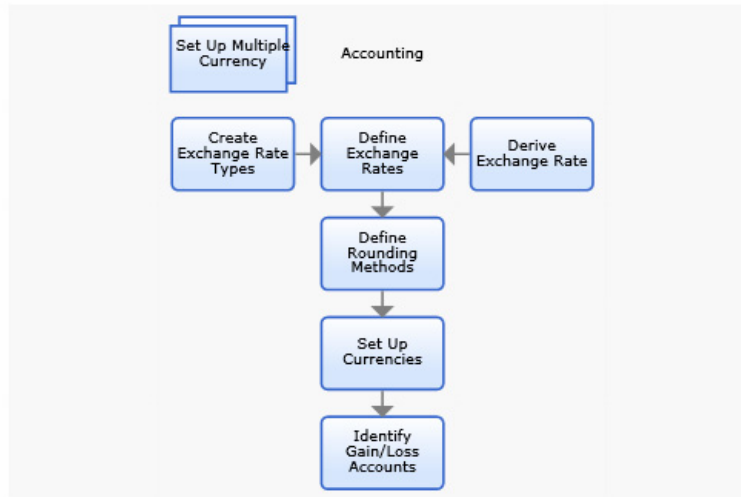 Set Up Multiple
Currency
Accounting
Create
Exchange Rate
Types
Define
Exchange
Rates
Derive
Exchange Rate
Define
Rounding
Methods
Set Up
Currencies
Identify
Gain/Loss
Accounts